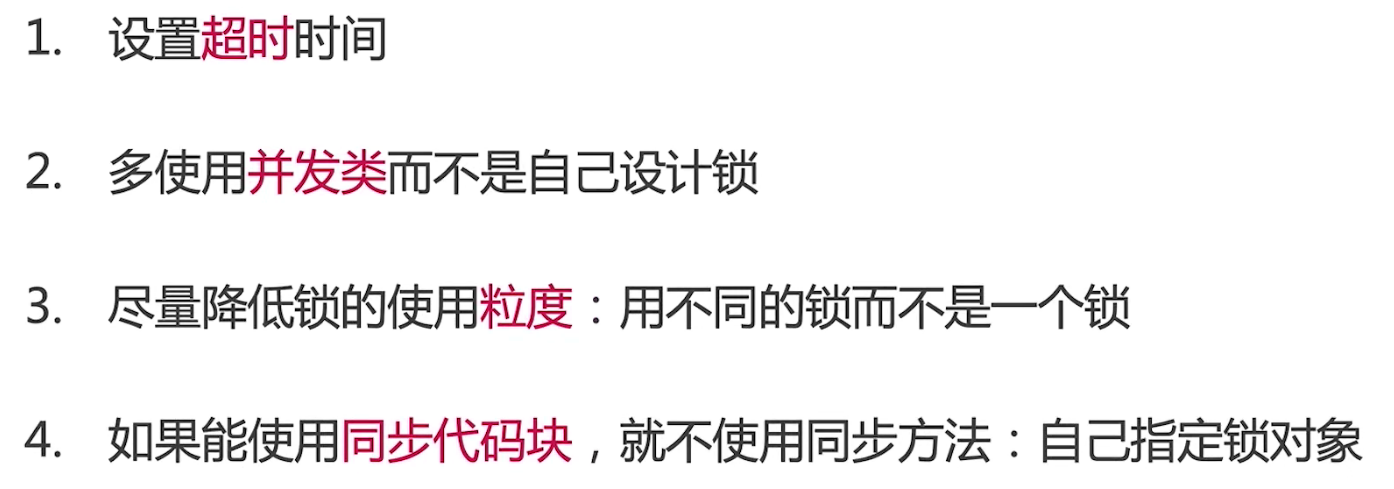 1. 设置超时时间
2. 多使用并发类而不是自己设计锁
3. 尽量降低锁的使用粒度：用不同的锁而不是一个锁
4. 如果能使用同步代码块，就不使用同步方法：自己指定锁对象